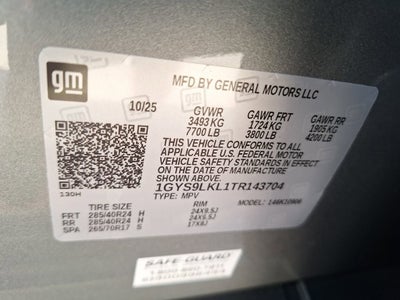 gm
MFD BY GENERAL MOTORS LLC
10/25 GVWR GAWR FRT GAWR RR
3493 KG 1724 KG 1905 KG
7700 LB 3800 LB 4200 LB
THIS VEHICLE CONFORMS TO ALL
APPLICABLE U.S. FEDERAL MOTOR
VEHICLE SAFETY STANDARDS IN EFFECT
ON THE DATE OF MANUFACTURE
SHOWN ABOVE.
1GYS9LKL1TR143704
TYPE: MPV MODEL:
TIRE SIZE RIM
FRT 285/40R24 H 24X9.5J
RR 285/40R24 H 24X9.5J
SPA 265/70R17 S 17X8J
SAFE-GUARD